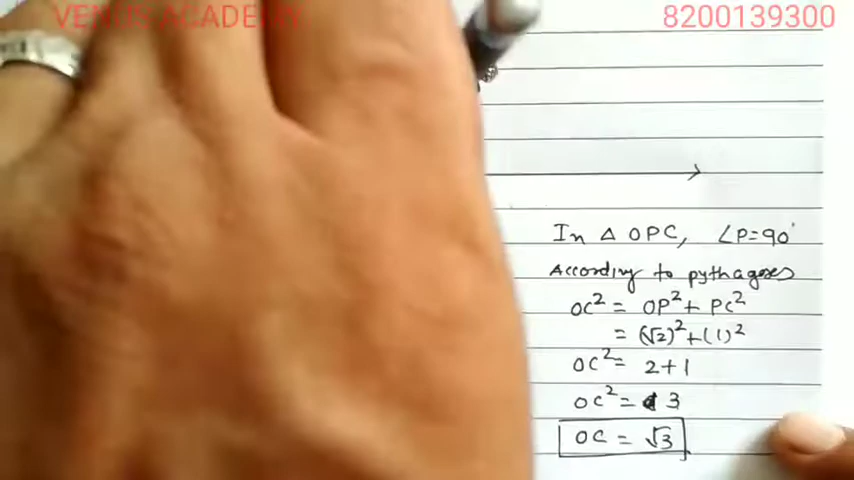 VENUS ACADEMY
8200139300
In △ OPC, ∠P=90°
According to pythagores
OC² = OP² + PC²
= (√2)² + (1)²
OC² = 2+1
OC² = 3
OC = √3